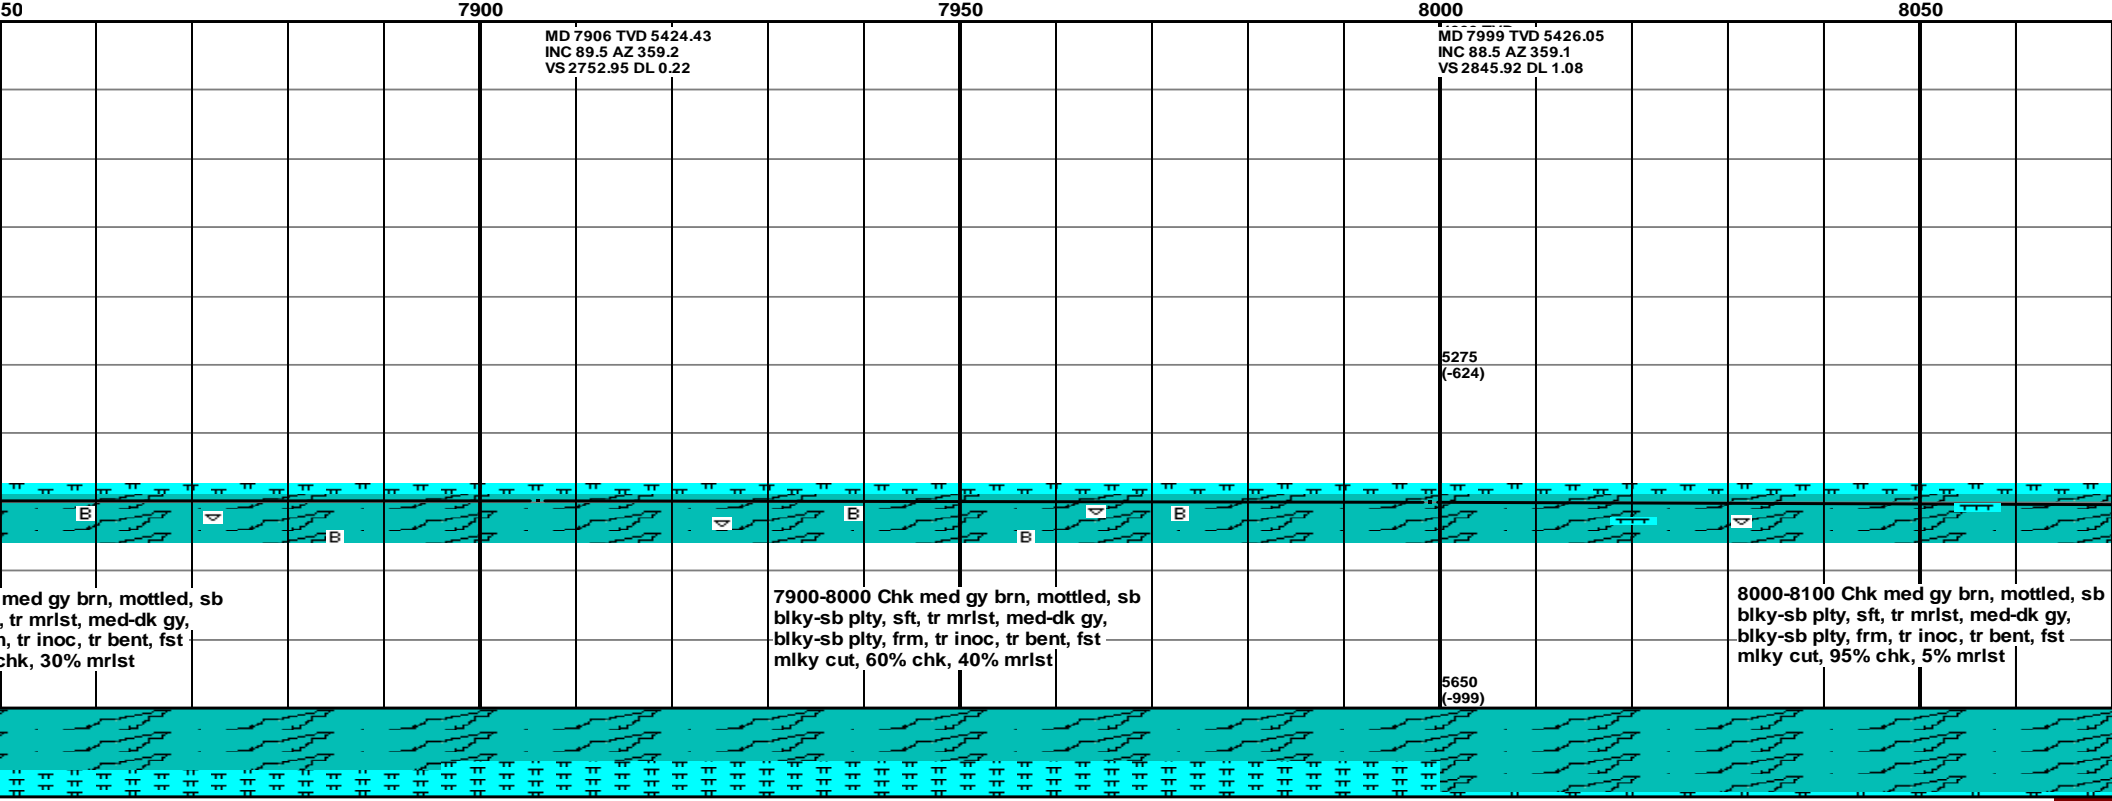 50 7900 7950 8000 8050
MD 7906 TVD 5424.43
INC 89.5 AZ 359.2
VS 2752.95 DL 0.22
MD 7999 TVD 5426.05
INC 88.5 AZ 359.1
VS 2845.92 DL 1.08
5275
(-624)
B B B B B B
med gy brn, mottled, sb
, tr mrlst, med-dk gy,
, tr inoc, tr bent, fst
chk, 30% mrlst
7900-8000 Chk med gy brn, mottled, sb
blky-sb plty, sft, tr mrlst, med-dk gy,
blky-sb plty, frm, tr inoc, tr bent, fst
mlky cut, 60% chk, 40% mrlst
8000-8100 Chk med gy brn, mottled, sb
blky-sb plty, sft, tr mrlst, med-dk gy,
blky-sb plty, frm, tr inoc, tr bent, fst
mlky cut, 95% chk, 5% mrlst
5650
(-999)